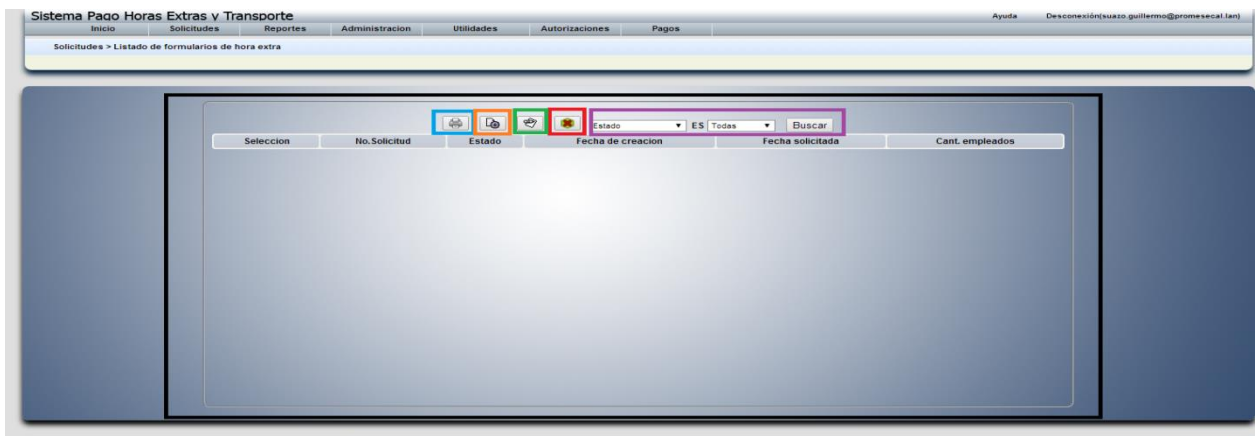 Sistema Pago Horas Extras y Transporte Ayuda Desconexión(suazo.guillermo@promesecal.lan)
Inicio Solicitudes Reportes Administracion Utilidades Autorizaciones Pagos
Solicitudes > Listado de formularios de hora extra
Estado ES Todas Buscar
Seleccion No.Solicitud Estado Fecha de creacion Fecha solicitada Cant. empleados